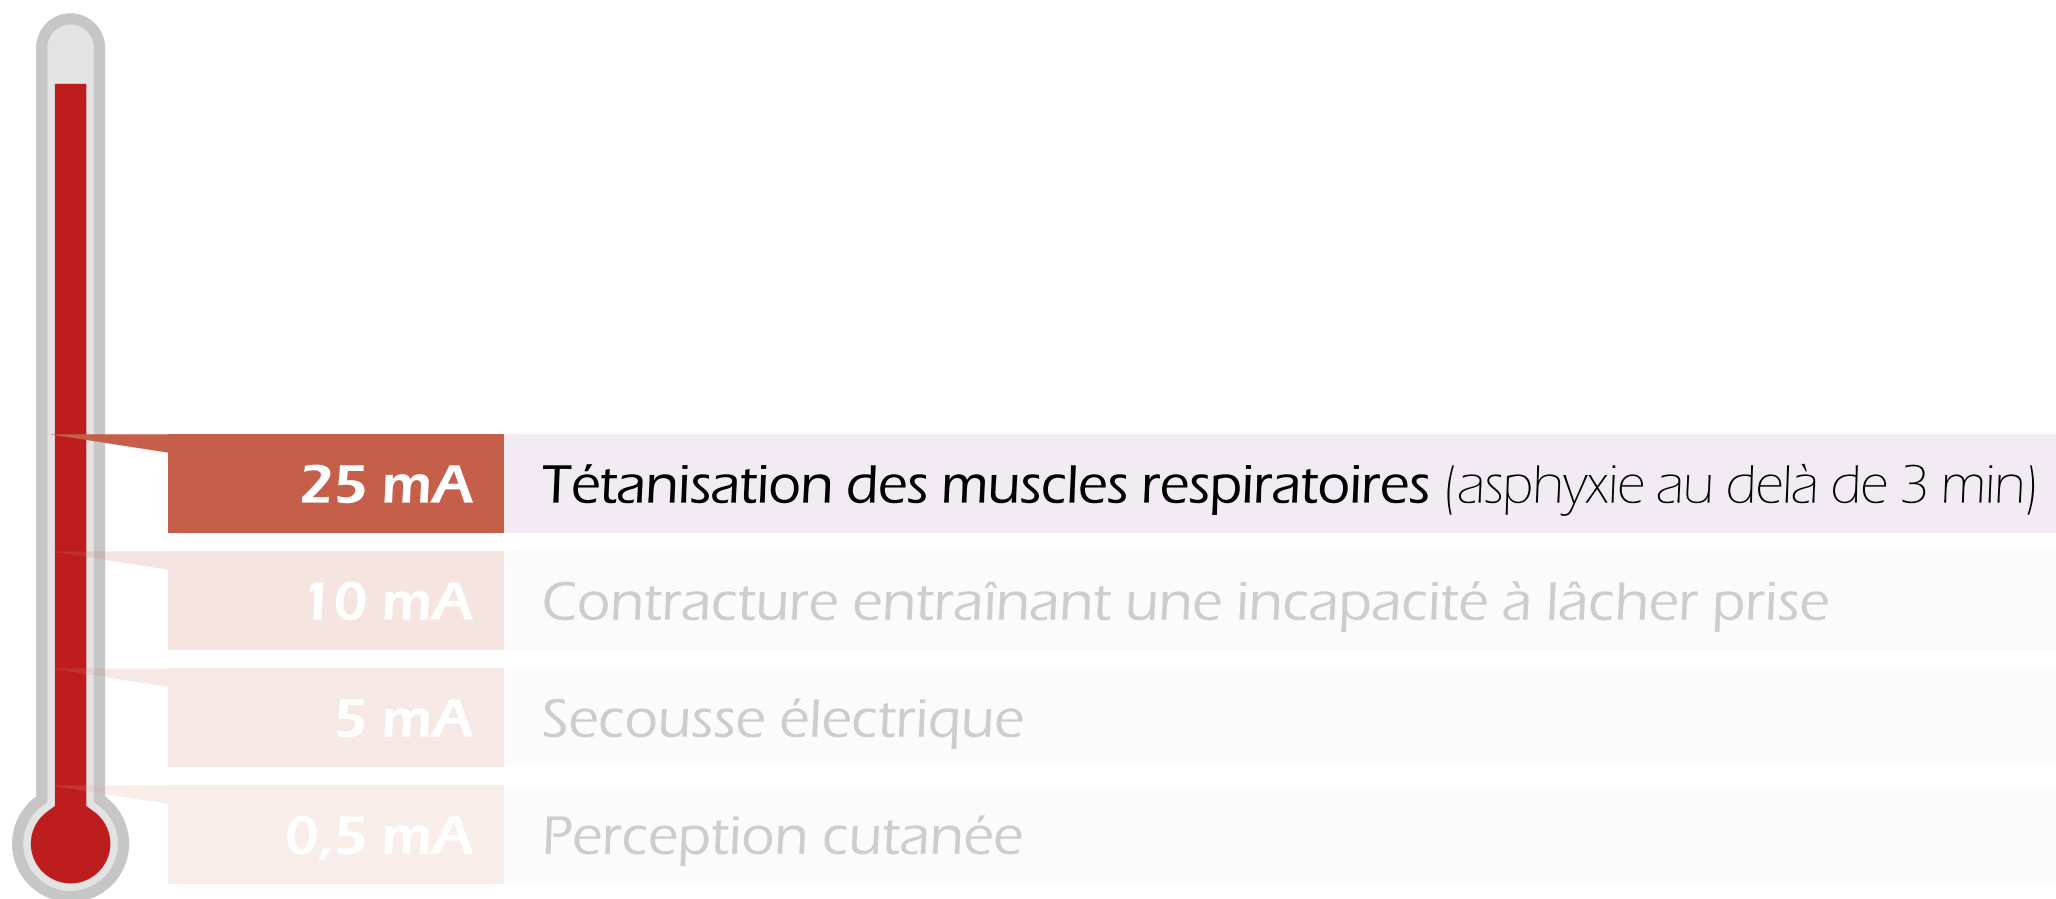 25 mA Tétanisation des muscles respiratoires (asphyxie au delà de 3 min)
10 mA Contracture entraînant une incapacité à lâcher prise
5 mA Secousse électrique
0,5 mA Perception cutanée